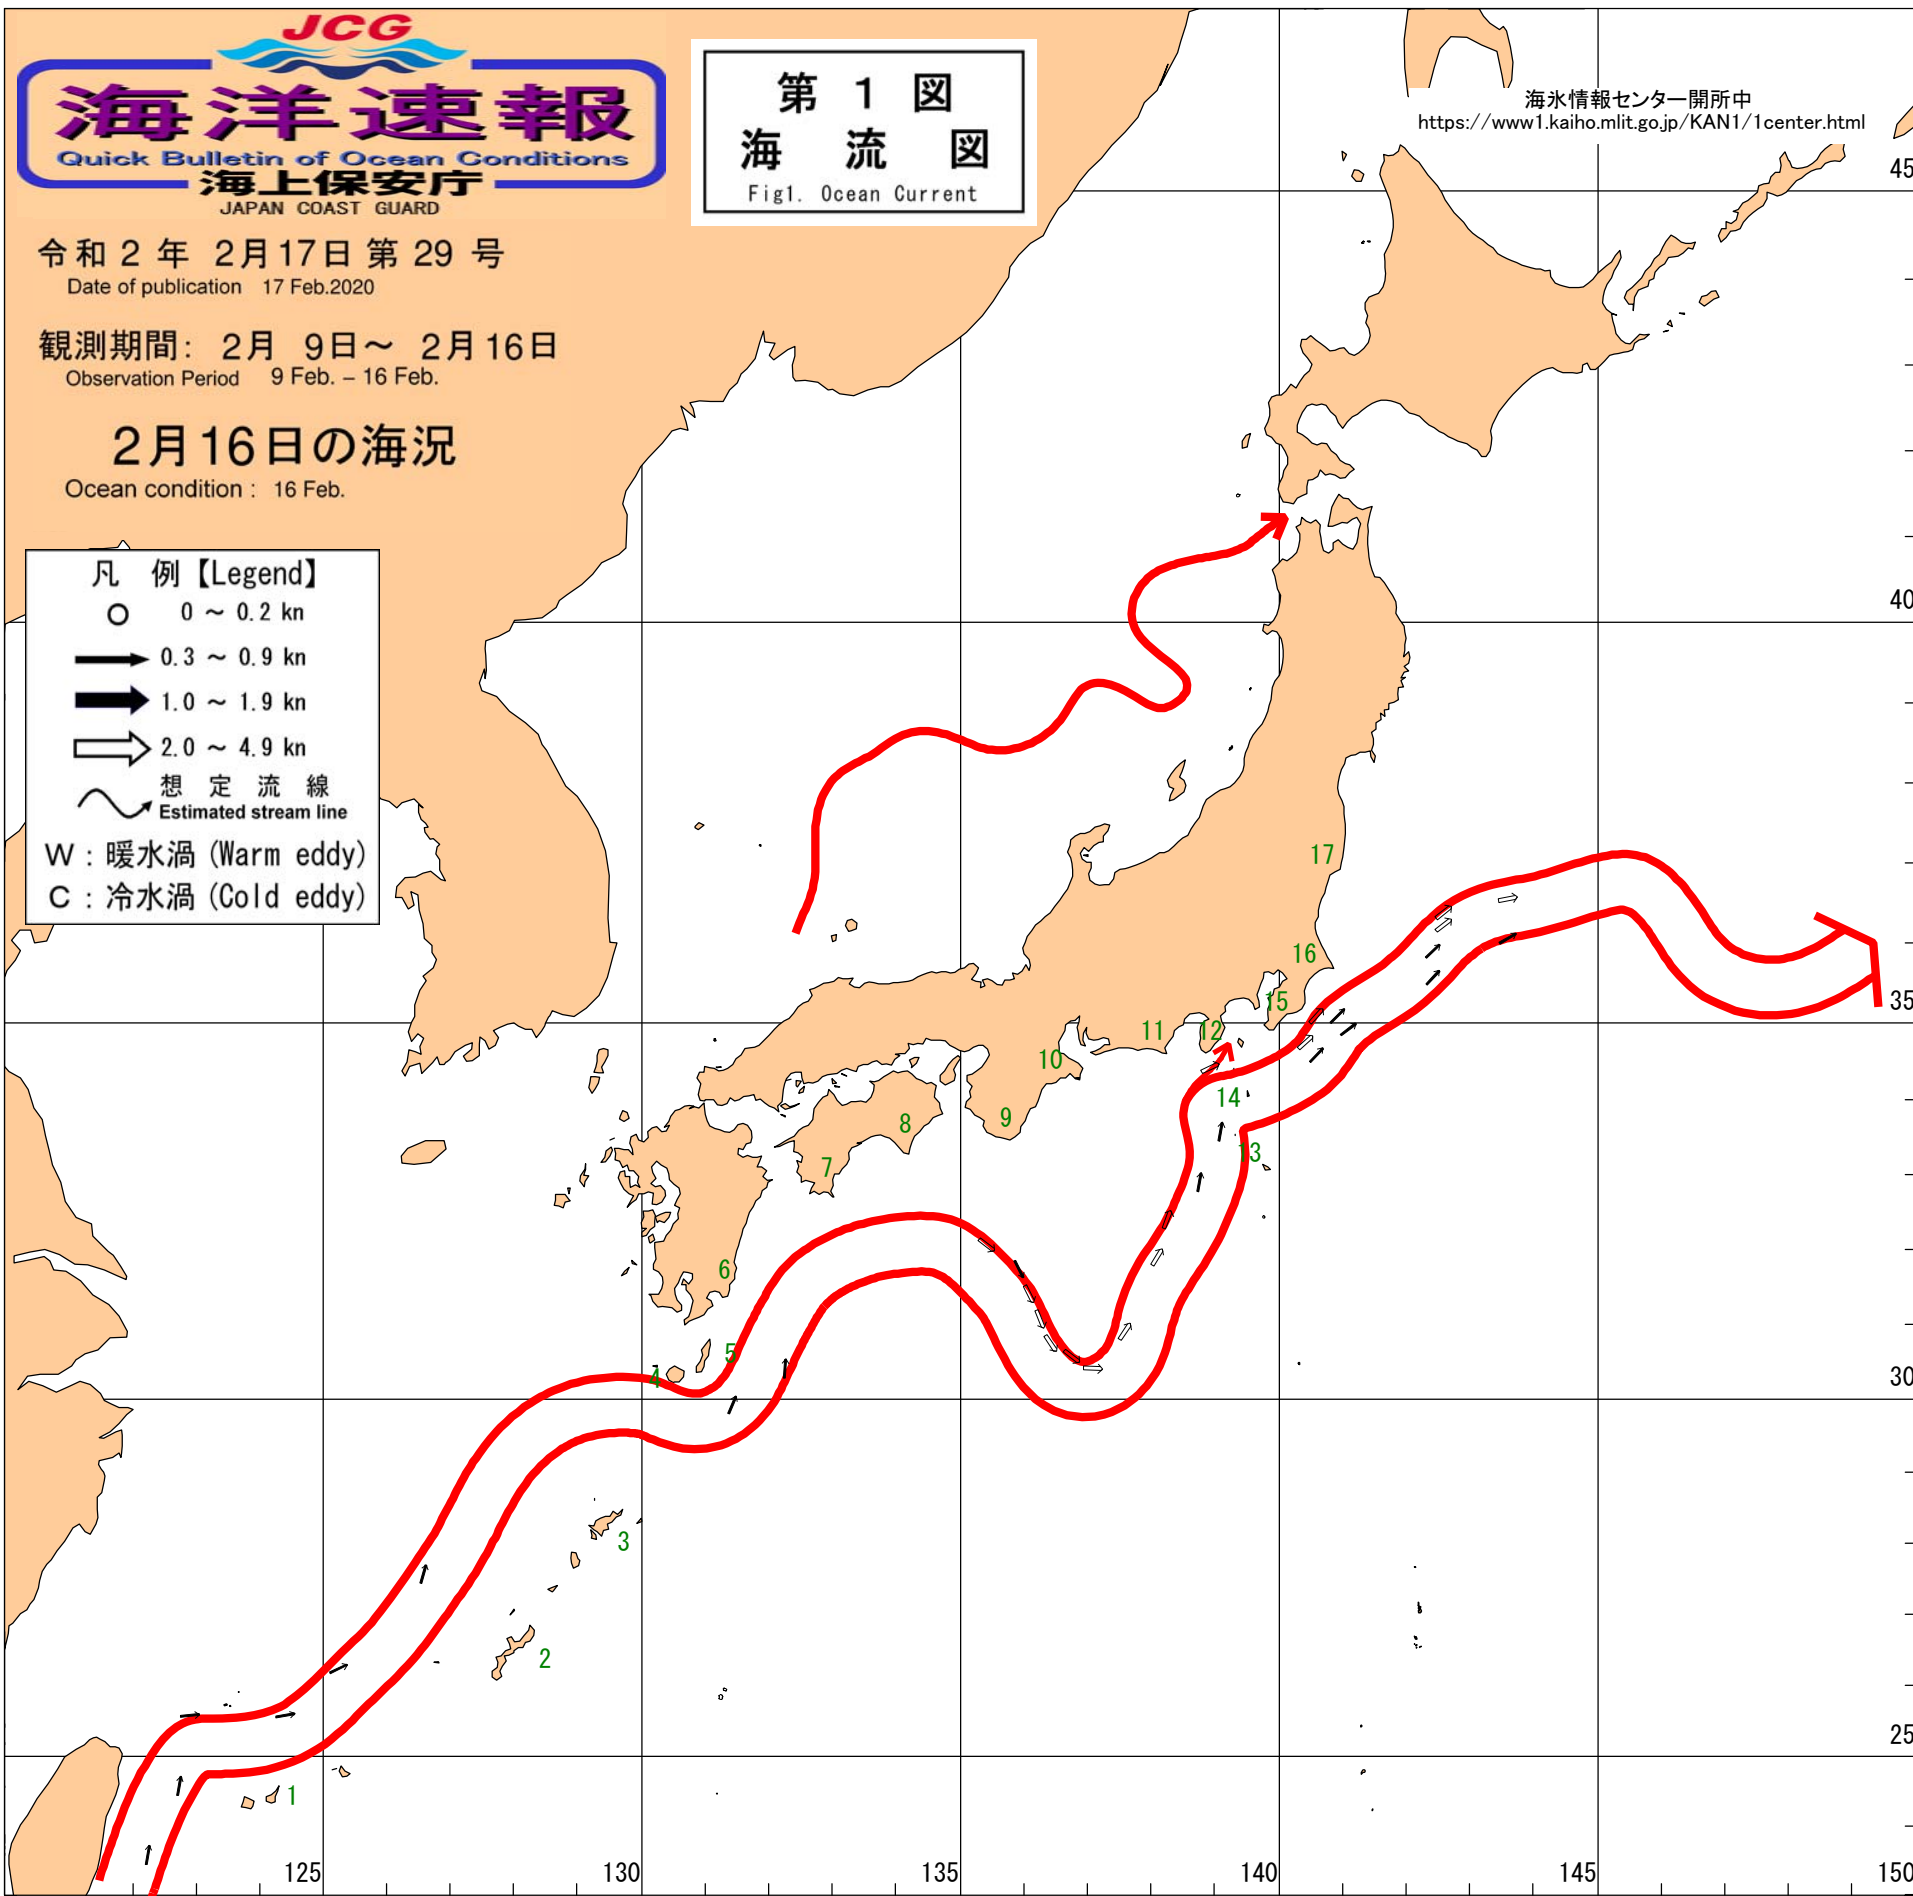 JCG
海洋速報
Quick Bulletin of Ocean Conditions
海上保安庁
JAPAN COAST GUARD
第 1 図
海 流 図
Fig1. Ocean Current
海氷情報センター開所中
https://www1.kaiho.mlit.go.jp/KAN1/1center.html
令和 2 年 2月17日 第 29 号
Date of publication 17 Feb.2020
観測期間: 2月 9日～ 2月16日
Observation Period 9 Feb. – 16 Feb.
2月16日の海況
Ocean condition : 16 Feb.
凡 例【Legend】
0 ～ 0.2 kn
0.3 ～ 0.9 kn
1.0 ～ 1.9 kn
2.0 ～ 4.9 kn
想 定 流 線
Estimated stream line
W : 暖水渦 (Warm eddy)
C : 冷水渦 (Cold eddy)
45
40
35
30
25
17
16
15
12
11
10
14
9
8
13
7
6
5
4
3
2
1
125
130
135
140
145
150